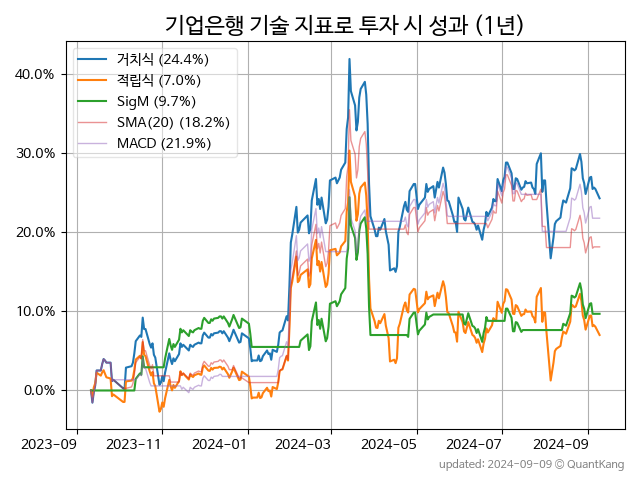 기업은행 기술 지표로 투자 시 성과 (1년)
거치식 (24.4%)
적립식 (7.0%)
SigM (9.7%)
SMA(20) (18.2%)
MACD (21.9%)
40.0%
30.0%
20.0%
10.0%
0.0%
2023-09 2023-11 2024-01 2024-03 2024-05 2024-07 2024-09
updated: 2024-09-09 © QuantKang